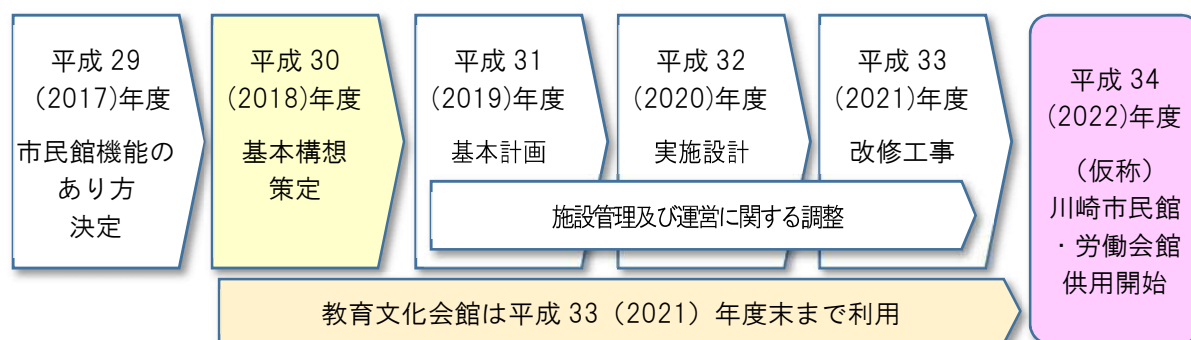 平成 29
(2017)年度
市民館機能の
あり方
決定
平成 30
(2018)年度
基本構想
策定
平成 31
(2019)年度
基本計画
平成 32
(2020)年度
実施設計
平成 33
(2021)年度
改修工事
施設管理及び運営に関する調整
教育文化会館は平成 33（2021）年度末まで利用
平成 34
(2022)年度
（仮称）
川崎市民館
・労働会館
供用開始